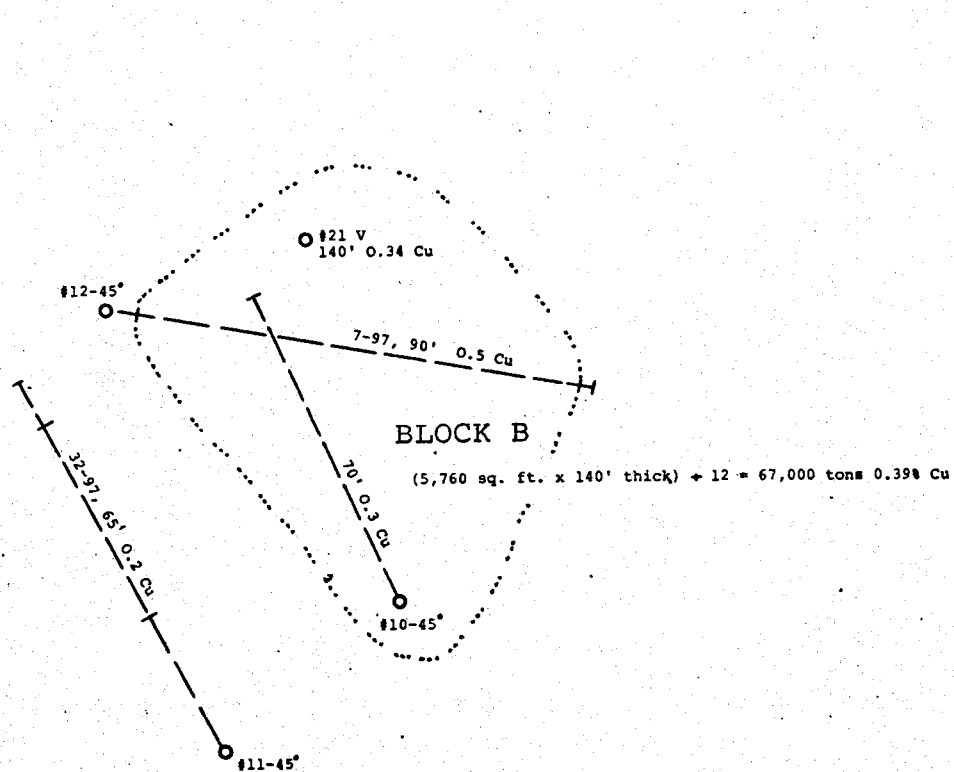 #21 V
140' 0.34 Cu
#12-45°
7-97, 90' 0.5 Cu
BLOCK B
(5,760 sq. ft. x 140' thick) ÷ 12 = 67,000 tons 0.39% Cu
70' 0.3 Cu
32-97, 65' 0.2 Cu
#10-45°
#11-45°